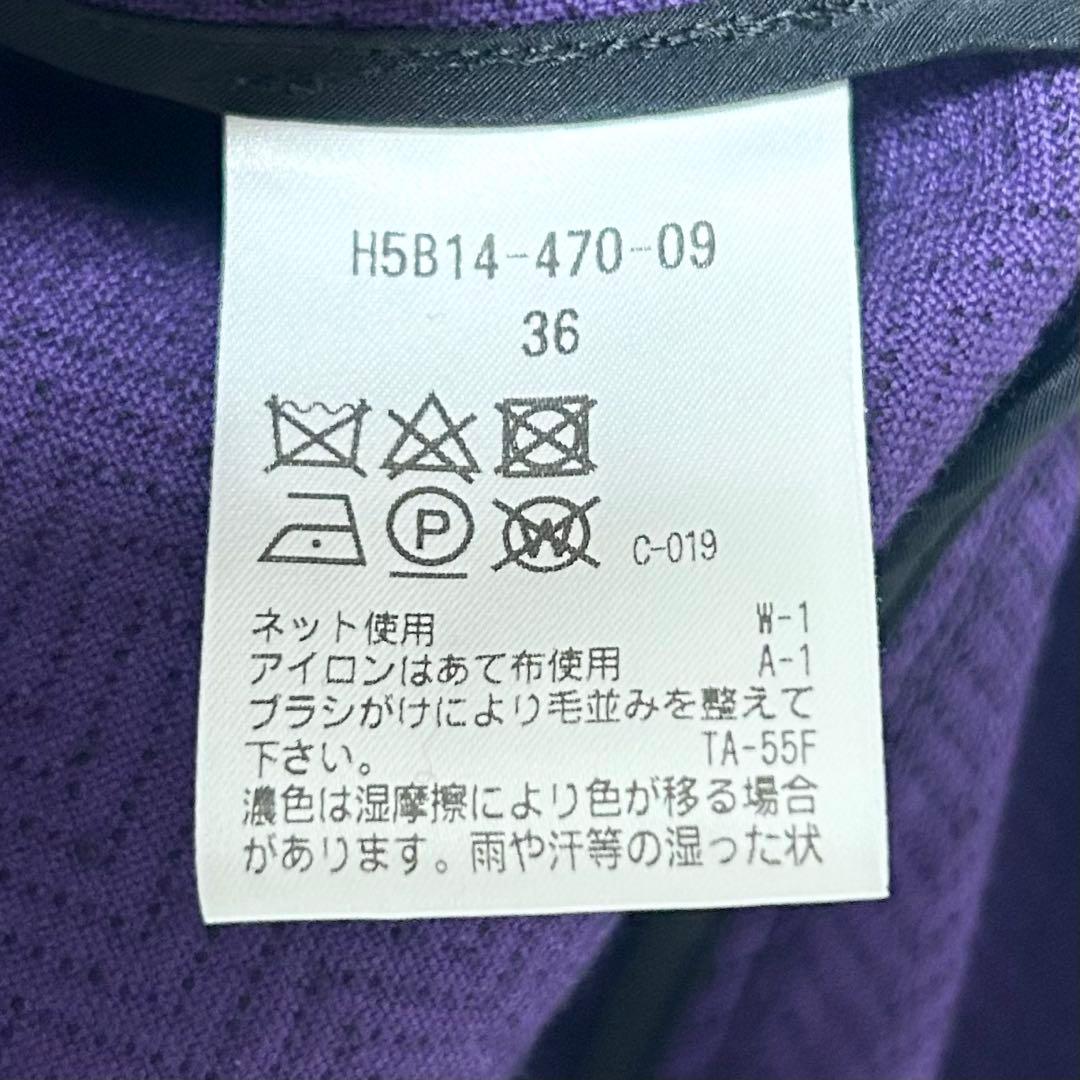 H5B14-470-09
36
P W C-019
ネット使用 W-1
アイロンはあて布使用 A-1
ブラシがけにより毛並みを整えて
下さい。 TA-55F
濃色は湿摩擦により色が移る場合
があります。雨や汗等の湿った状